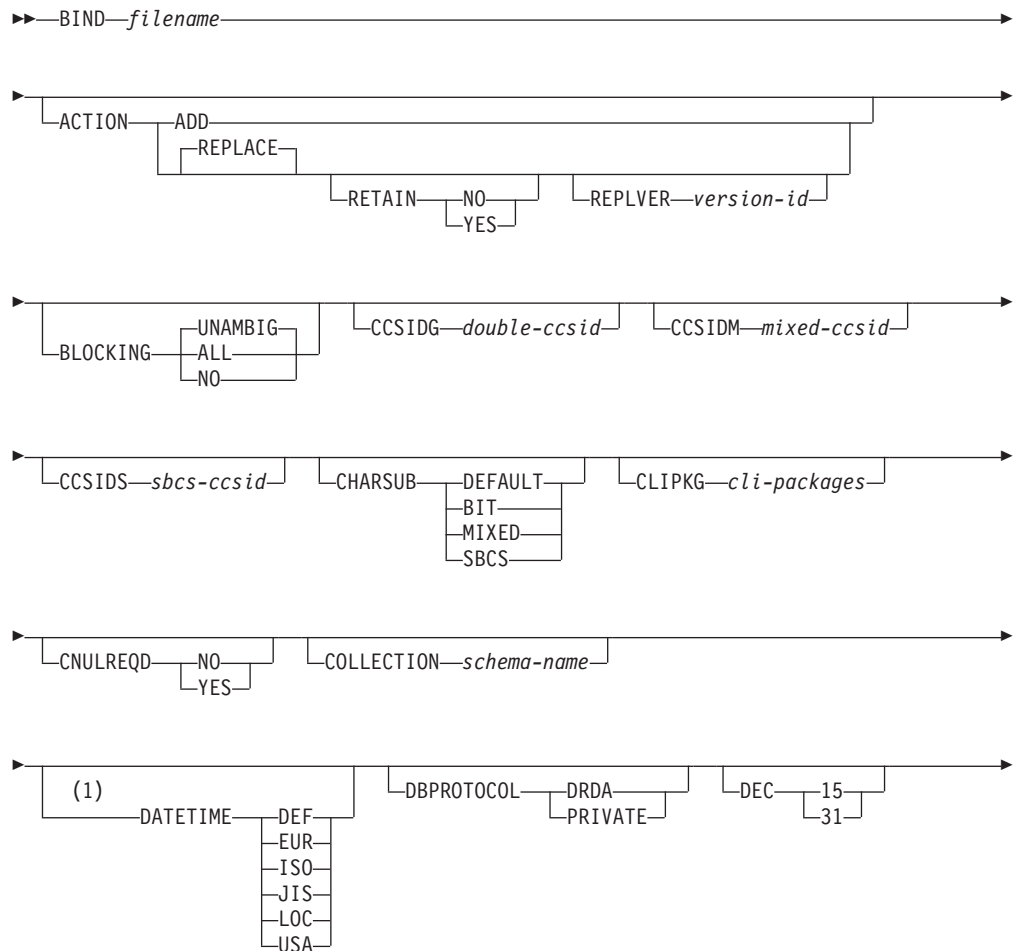 BIND filename
ACTION ADD
REPLACE
RETAIN NO REPLVER version-id
YES
UNAMBIG CCSIDG double-ccsid CCSIDM mixed-ccsid
BLOCKING ALL
NO
CCSIDS sbcs-ccsid CHARSUB DEFAULT CLIPKG cli-packages
BIT
MIXED
SBCS
CNULREQD NO COLLECTION schema-name
YES
(1) DBPROTOCOL DRDA DEC 15
DATETIME DEF PRIVATE 31
EUR
ISO
JIS
LOC
USA